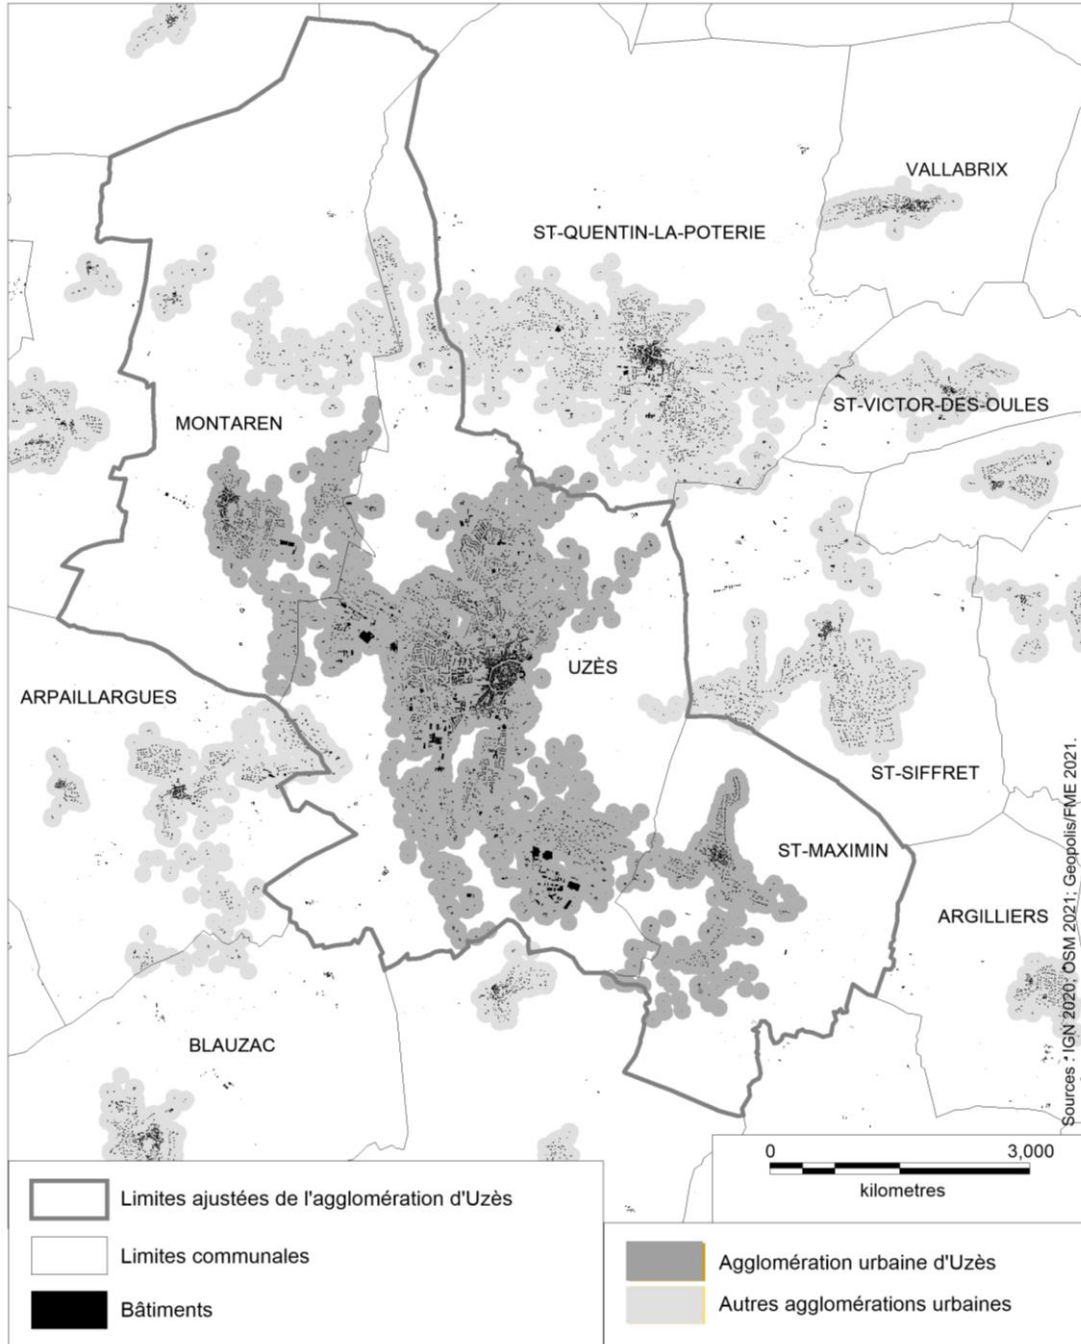 VALLABRIX
ST-QUENTIN-LA-POTERIE
ST-VICTOR-DES-OULES
MONTAREN
UZÈS
ARPAILLARGUES
ST-SIFFRET
ST-MAXIMIN
ARGILLIERS
BLAUZAC
Sources : IGN 2020; OSM 2021; Geopolis/FME 2021.
0 3,000
kilometres
Limites ajustées de l'agglomération d'Uzès
Limites communales
Bâtiments
Agglomération urbaine d'Uzès
Autres agglomérations urbaines